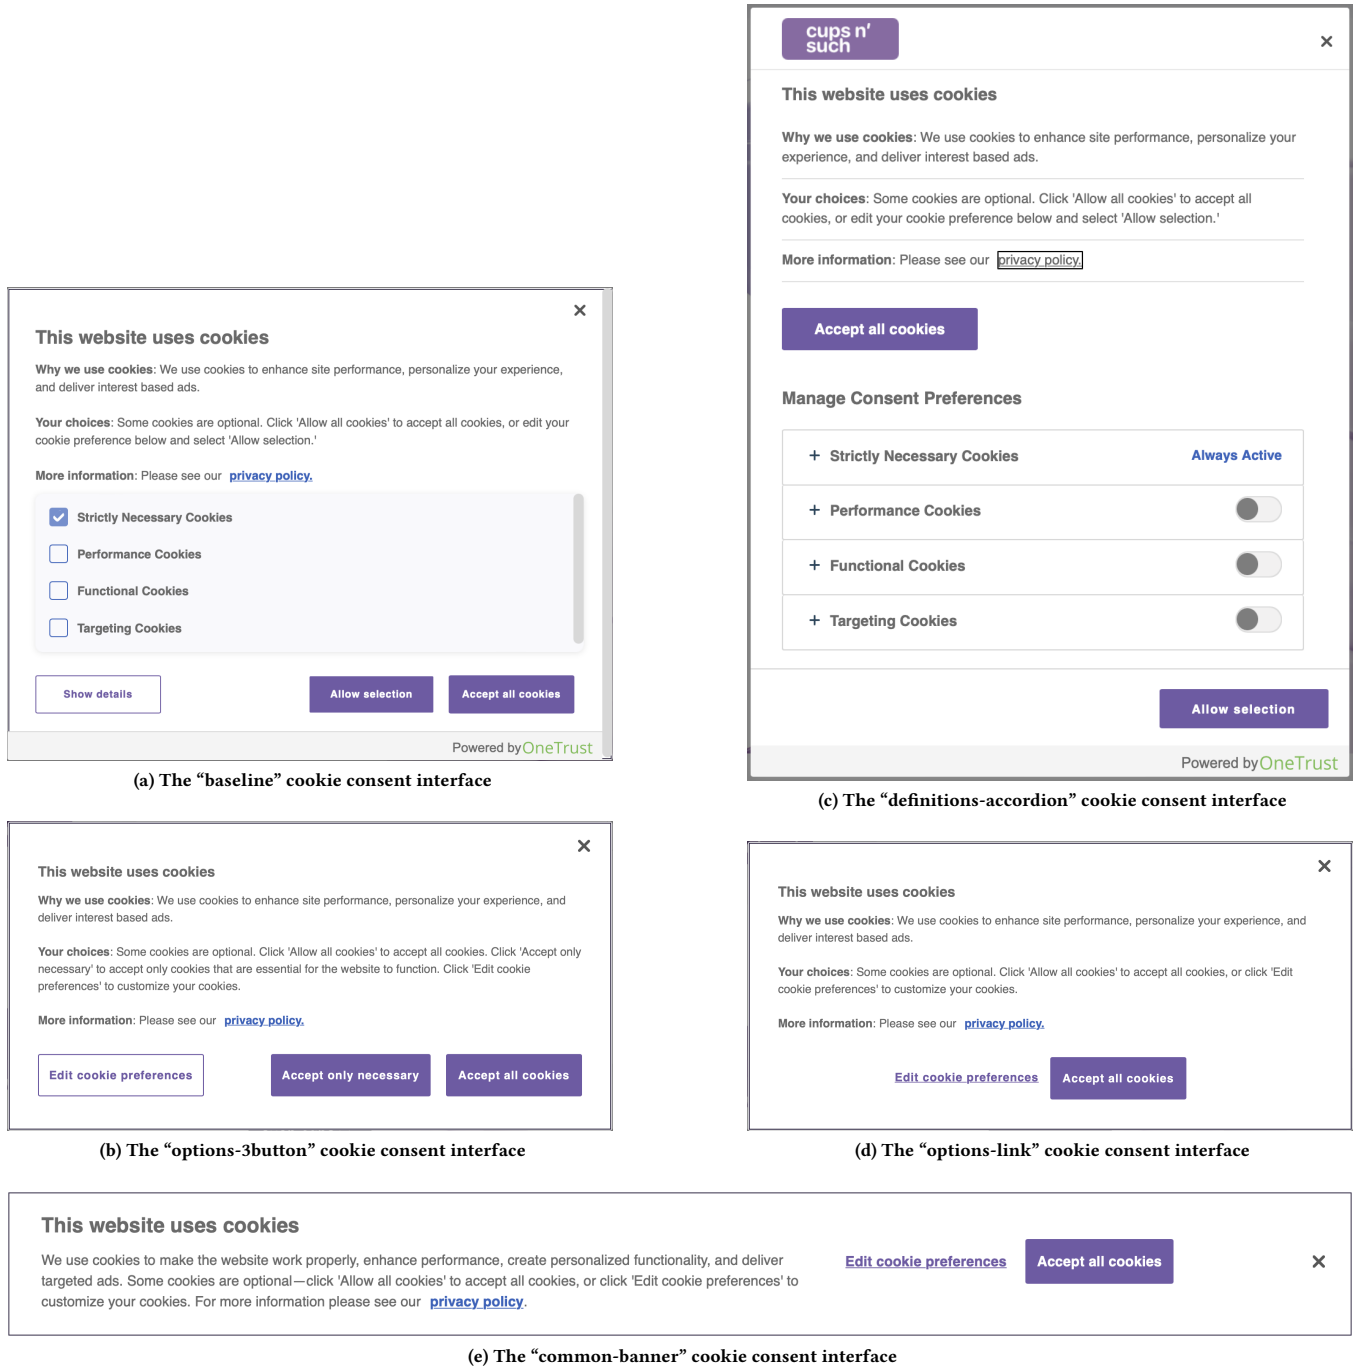 This website uses cookies
Why we use cookies: We use cookies to enhance site performance, personalize your experience,
and deliver interest based ads.
Your choices: Some cookies are optional. Click 'Allow all cookies' to accept all cookies, or edit your
cookie preference below and select 'Allow selection.'
More information: Please see our privacy policy.
Strictly Necessary Cookies
Performance Cookies
Functional Cookies
Targeting Cookies
Show details
Allow selection
Accept all cookies
Powered by OneTrust
(a) The “baseline” cookie consent interface
This website uses cookies
Why we use cookies: We use cookies to enhance site performance, personalize your experience, and
deliver interest based ads.
Your choices: Some cookies are optional. Click 'Allow all cookies' to accept all cookies. Click 'Accept only
necessary' to accept only cookies that are essential for the website to function. Click 'Edit cookie
preferences' to customize your cookies.
More information: Please see our privacy policy.
Edit cookie preferences
Accept only necessary
Accept all cookies
(b) The “options-3button” cookie consent interface
cups n'
such
This website uses cookies
Why we use cookies: We use cookies to enhance site performance, personalize your
experience, and deliver interest based ads.
Your choices: Some cookies are optional. Click 'Allow all cookies' to accept all
cookies, or edit your cookie preference below and select 'Allow selection.'
More information: Please see our privacy policy.
Accept all cookies
Manage Consent Preferences
+ Strictly Necessary Cookies Always Active
+ Performance Cookies
+ Functional Cookies
+ Targeting Cookies
Allow selection
Powered by OneTrust
(c) The “definitions-accordion” cookie consent interface
This website uses cookies
Why we use cookies: We use cookies to enhance site performance, personalize your experience, and
deliver interest based ads.
Your choices: Some cookies are optional. Click 'Allow all cookies' to accept all cookies, or click 'Edit
cookie preferences' to customize your cookies.
More information: Please see our privacy policy.
Edit cookie preferences
Accept all cookies
(d) The “options-link” cookie consent interface
This website uses cookies
We use cookies to make the website work properly, enhance performance, create personalized functionality, and deliver
targeted ads. Some cookies are optional—click 'Allow all cookies' to accept all cookies, or click 'Edit cookie preferences' to
customize your cookies. For more information please see our privacy policy.
Edit cookie preferences
Accept all cookies
(e) The “common-banner” cookie consent interface